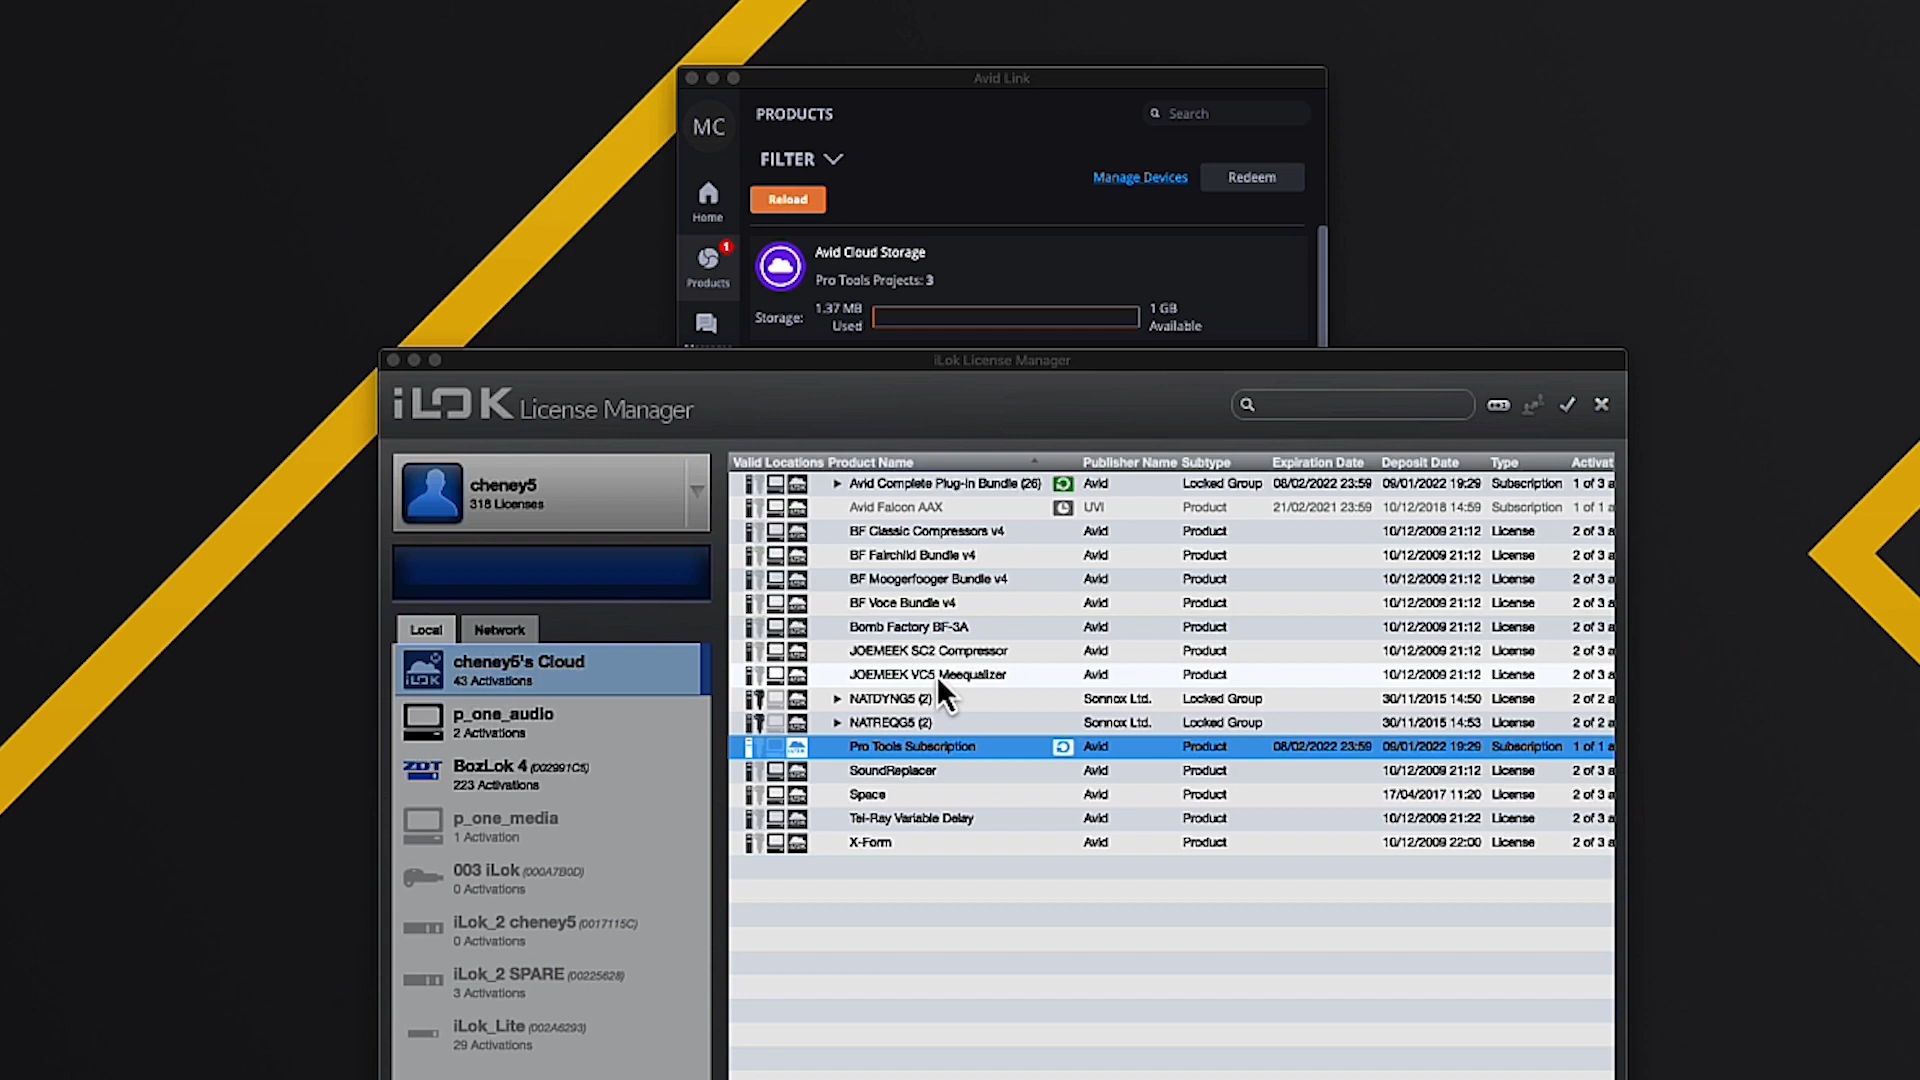 Avid Link
MC
PRODUCTS
Search
FILTER
Manage Devices
Redeem
Reload
Home
1
Products
Avid Cloud Storage
Pro Tools Projects: 3
Storage:
1.37 MB
Used
1 GB
Available
iLok License Manager
iLOK License Manager
cheney5
318 Licenses
Local
Network
cheney5's Cloud
43 Activations
p_one_audio
2 Activations
BozLok 4 (002991C5)
223 Activations
p_one_media
1 Activation
003 iLok (000A7B0D)
0 Activations
iLok_2 cheney5 (0017115C)
0 Activations
iLok_2 SPARE (00225628)
3 Activations
iLok_Lite (002A6293)
29 Activations
Valid Locations Product Name Publisher Name Subtype Expiration Date Deposit Date Type Activat
Avid Complete Plug-In Bundle (26) Avid Locked Group 08/02/2022 23:59 09/01/2022 19:29 Subscription 1 of 3 a
Avid Falcon AAX UVI Product 21/02/2021 23:59 10/12/2018 14:59 Subscription 1 of 1 a
BF Classic Compressors v4 Avid Product 10/12/2009 21:12 License 2 of 3 a
BF Fairchild Bundle v4 Avid Product 10/12/2009 21:12 License 2 of 3 a
BF Moogerfooger Bundle v4 Avid Product 10/12/2009 21:12 License 2 of 3 a
BF Voce Bundle v4 Avid Product 10/12/2009 21:12 License 2 of 3 a
Bomb Factory BF-3A Avid Product 10/12/2009 21:12 License 2 of 3 a
JOEMEEK SC2 Compressor Avid Product 10/12/2009 21:12 License 2 of 3 a
JOEMEEK VC5 Meequalizer Avid Product 10/12/2009 21:12 License 2 of 3 a
NATDYNG5 (2) Sonnox Ltd. Locked Group 30/11/2015 14:50 License 2 of 2 a
NATREQG5 (2) Sonnox Ltd. Locked Group 30/11/2015 14:53 License 2 of 2 a
Pro Tools Subscription Avid Product 08/02/2022 23:59 09/01/2022 19:29 Subscription 1 of 1 a
SoundReplacer Avid Product 10/12/2009 21:12 License 2 of 3 a
Space Avid Product 17/04/2017 11:20 License 2 of 3 a
Tel-Ray Variable Delay Avid Product 10/12/2009 21:22 License 2 of 3 a
X-Form Avid Product 10/12/2009 22:00 License 2 of 3 a